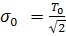 σ₀ = T₀/√2